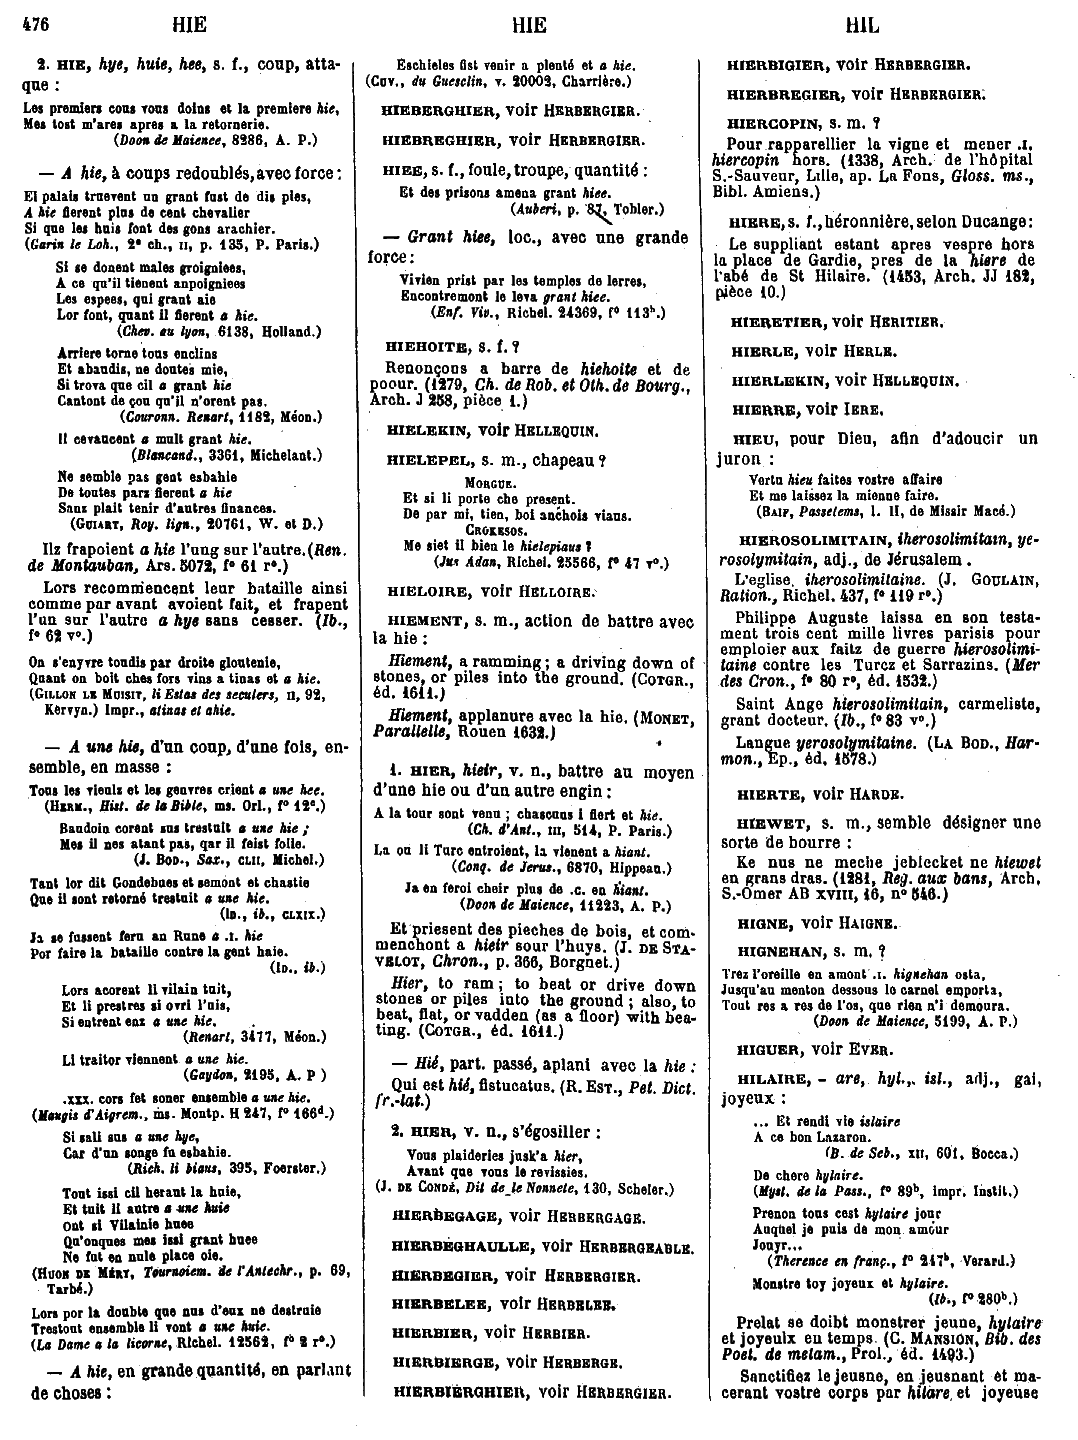 476 HIE HIE HIL
2. HIE, hye, huie, hee, s. f., coup, atta-
que :
Les premiers cous vous doins et la premiere hie,
Mes tost m'ares apres a la retornerie.
(Doon de Maience, 8286, A. P.)
— A hie, à coups redoublés, avec force :
El palais truevent un grant fust de dis pies,
A hie fierent plus de cent chevalier
Si que les huis font des gons arachier.
(Garin le Loh., 2e ch., II, p. 135, P. Paris.)
Si se donent males groignies,
A ce qu'il tienent anpoigniees
Les espees, qui grant aie
Lor font, quant il fierent a hie.
(Chev. au lyon, 6138, Holland.)
Arriere torne tous enclins
Et abaudis, ne doutes mie,
Si trova que cil a grant hie
Cantont de çou qu'il n'orent pas.
(Couronn. Renart, 1182, Méon.)
Il cevaucent a mult grant hie.
(Blancand., 3361, Michelant.)
Ne semble pas gent esbahie
De toutes pars fierent a hie
Sans plait tenir d'autres finances.
(GUIART, Roy. lign., 20761, W. et D.)
Ilz frapoient a hie l'ung sur l'autre. (Ren.
de Montauban, Ars. 5072, f° 61 r°.)
Lors recommencent leur bataille ainsi
comme par avant avoient fait, et frapent
l'un sur l'autre a hye sans cesser. (Ib.,
f° 62 v°.)
On s'enyvre toudis par droite gloutenie,
Quant on boit ches fors vins a tinas et a hie.
(GILLON LE MUISIT, li Estas des seculers, II, 92,
Kervyn.) Impr., atinas et ahie.
— A une hie, d'un coup, d'une fois, en-
semble, en masse :
Tous les vieuls et les genvres crient a une hee.
(HERM., Hist. de la Bible, ms. Orl., f° 12c.)
Baudoin corent sus trestuit a une hie ;
Mes il nes atant pas, qar il feist folie.
(J. BOD., Sax., CLII, Michel.)
Tant lor dit Gondebues et semont et chastie
Que il sont retorné trestuit a une hie.
(ID., ib., CLXIX.)
Ja se fussent feru an Rune a .I. hie
Por faire la bataille contre la gent haie.
(ID., ib.)
Lors acorent li vilain tuit,
Et li prestres si ovri l'uis,
Si entrent enz a une hie.
(Renart, 3417, Méon.)
Li traitor viennent a une hie.
(Gaydon, 2195, A. P )
.XXX. cors fet soner ensemble a une hie.
(Maugis d'Aigrem., ms. Montp. H 247, f° 166d.)
Si sali sus a une hye,
Car d'un songe fu esbahie.
(Rich. li biaus, 395, Foerster.)
Tout issi cil herant la huie,
Et tuit li autre a une huie
Ont si Vilainie huee
Qu'onques mes issi grant huee
Ne fut en nule place oie.
(HUON DE MERY, Tournoiem. de l'Antechr., p. 69,
Tarbé.)
Lors por la double que nus d'eux ne destruie
Trestout ensemble li vont a une huie.
(La Dame a la licorne, Richel. 12562, f° 2 r°.)
— A hie, en grande quantité, en parlant
de choses :
Eschieles fist venir a plenté et a hie.
(CUV., du Guesclin, v. 20002, Charrière.)
HIEBERGHIER, voir HERBERGIER.
HIEBREGHIER, voir HERBERGIER.
HIEE, s. f., foule, troupe, quantité :
Et des prisons amena grant hiee.
(Auberi, p. 87, Tobler.)
— Grant hiee, loc., avec une grande
force :
Vivien prist par les temples de lerres,
Encontremont le leva grant hiee.
(Enf. Viv., Richel. 24369, f° 113b.)
HIEHOITE, s. f. ?
Renonçons a barre de hiehoite et de
poour. (1279, Ch. de Rob. et Oth. de Bourg.,
Arch. J 258, pièce 1.)
HIELEKIN, voir HELLEQUIN.
HIELEPEL, s. m., chapeau ?
MORGUE.
Et si li porte che present.
De par mi, tien, boi anchois viaus.
CROKESOS.
Me siet il bien le hielepiaus ?
(Jus Adan, Richel. 25566, f° 47 v°.)
HIELOIRE, voir HELLOIRE.
HIEMENT, s. m., action de battre avec
la hie :
Hiement, a ramming; a driving down of
stones, or piles into the ground. (COTGR.,
éd. 1611.)
Hiement, applanure avec la hie. (MONET,
Parallelle, Rouen 1632.)
1. HIER, hieir, v. n., battre au moyen
d'une hie ou d'un autre engin :
A la tour sont venu ; chascuns i fiert et hie.
(Ch. d'Ant., III, 514, P. Paris.)
La ou li Turc entroient, la vienent a hiant.
(Conq. de Jerus., 6870, Hippeau.)
Ja en feroi cheir plus de .c. en hiant.
(Doon de Maience, 11223, A. P.)
Et priesent des pieches de bois, et com-
menchont a hieir sour l'huys. (J. DE STA-
VELOT, Chron., p. 366, Borgnet.)
Hier, to ram ; to beat or drive down
stones or piles into the ground ; also, to
beat, flat, or vadden (as a floor) with bea-
ting. (COTGR., éd. 1611.)
— Hié, part. passé, aplani avec la hie :
Qui est hié, fistucatus. (R. EST., Pet. Dict.
fr.-lat.)
2. HIER, v. n., s'égosiller :
Vous plaideries jusk'a hier,
Avant que vous le revissies.
(J. DE CONDÉ, Dit de le Nonnete, 130, Scheler.)
HIERBEGAGE, voir HERBERGAGE.
HIERBEGHAULLE, voir HERBERGEABLE.
HIERBEGIER, voir HERBERGIER.
HIERBELEE, voir HERBELEE.
HIERBIER, voir HERBIER.
HIERBIERGE, voir HERBERGE.
HIERBIERGHIER, voir HERBERGIER.
HIERBIGIER, voir HERBERGIER.
HIERBREGIER, voir HERBERGIER.
HIERCOPIN, s. m. ?
Pour rapparellier la vigne et mener .I.
hiercopin hors. (1338, Arch. de l'hôpital
S.-Sauveur, Lille, ap. La Fons, Gloss. ms.,
Bibl. Amiens.)
HIERE, s. f., héronnière, selon Ducange :
Le suppliant estant apres vespre hors
la place de Gardie, pres de la hiere de
l'abé de St Hilaire. (1453, Arch. JJ 182,
pièce 10.)
HIERETIER, voir HERITIER.
HIERLE, voir HERLE.
HIERLEKIN, voir HELLEQUIN.
HIERRE, voir IERE.
HIEU, pour Dieu, afin d'adoucir un
juron :
Vertu hieu faites vostre affaire
Et me laissez la mienne faire.
(BAIF, Passetems, l. II, de Missir Macé.)
HIEROSOLIMITAIN, iherosolimitain, ye-
rosolymitain, adj., de Jérusalem .
L'eglise iherosolimitaine. (J. GOULAIN,
Ration., Richel. 437, f° 119 r°.)
Philippe Auguste laissa en son testa-
ment trois cent mille livres parisis pour
emploier aux faitz de guerre hierosolimi-
taine contre les Turcz et Sarrazins. (Mer
des Cron., f° 80 r°, éd. 1532.)
Saint Ange hierosolimitain, carmeliste,
grant docteur. (Ib., f° 83 v°.)
Langue yerosolymitaine. (LA BOD., Har-
mon., Ep., éd. 1578.)
HIERTE, voir HARDE.
HIEWET, s. m., semble désigner une
sorte de bourre :
Ke nus ne meche jebiecket ne hiewet
en grans dras. (1281, Reg. aux bans, Arch.
S.-Omer AB XVIII, 16, n° 546.)
HIGNE, voir HAIGNE.
HIGNEHAN, s. m. ?
Trez l'oreille en amont .I. hignehan osta,
Jusqu'au menton dessous lo carnel emporta,
Tout res a res de l'os, que rien n'i demoura.
(Doon de Maience, 5199, A. P.)
HIGUER, voir EVER.
HILAIRE, - are, hyl., isl., adj., gai,
joyeux :
... Et rendi vie islaire
A ce bon Lazaron.
(B. de Seb., XII, 601, Bocca.)
De chere hylaire.
(Myst. de la Pass., f° 89b, impr. Instit.)
Prenon tous cest hylaire jour
Auquel je puis de mon amour
Jouyr...
(Therence en franç., f° 247b, Verard.)
Monstre toy joyeux et hylaire.
(Ib., f° 280b.)
Prelat se doibt monstrer jeune, hylaire
et joyeulx en temps. (C. MANSION, Bib. des
Poet. de metam., Prol., éd. 1493.)
Sanctifiez le jeusne, en jeusnant et ma-
cerant vostre corps par hilare et joyeuse